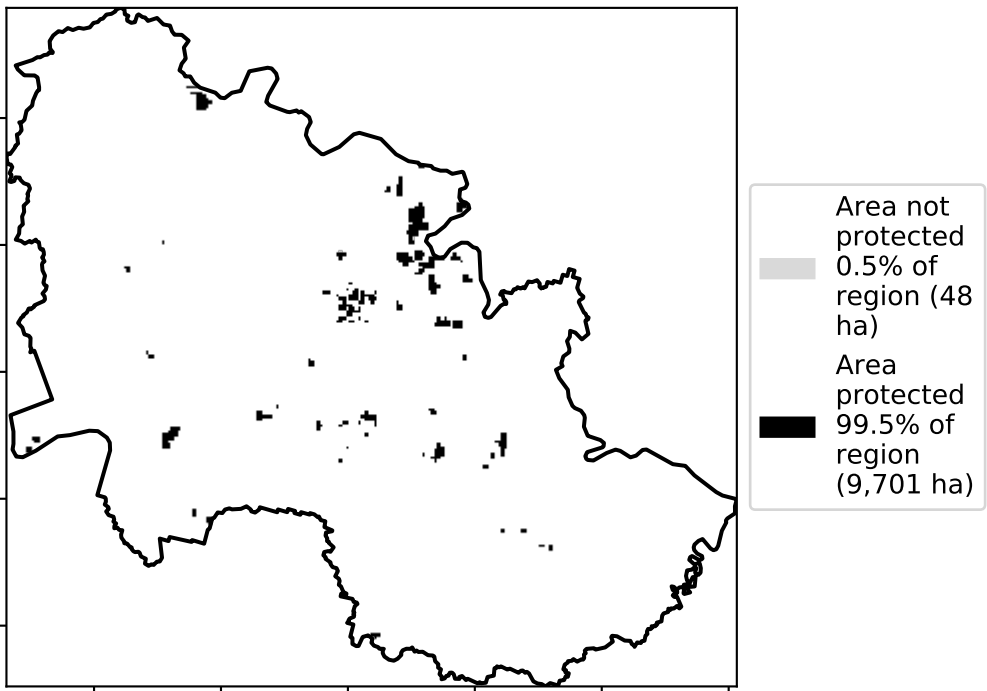 Area not
protected
0.5% of
region (48
ha)
Area
protected
99.5% of
region
(9,701 ha)